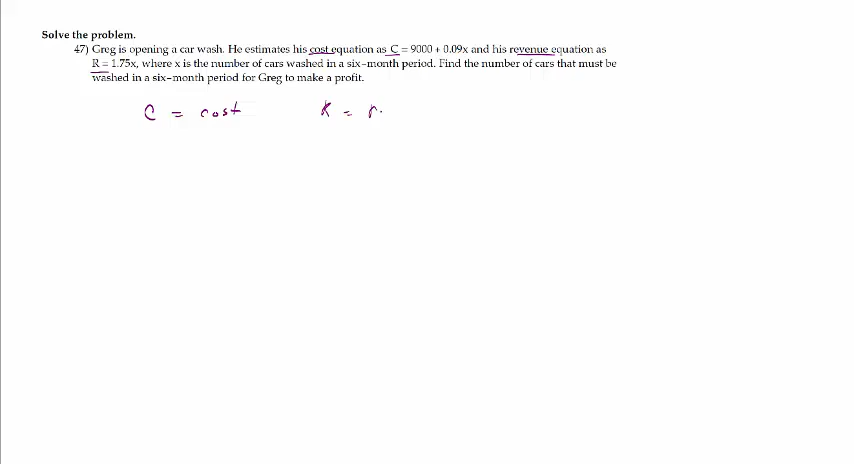 Solve the problem.
47) Greg is opening a car wash. He estimates his cost equation as C = 9000 + 0.09x and his revenue equation as
R = 1.75x, where x is the number of cars washed in a six-month period. Find the number of cars that must be
washed in a six-month period for Greg to make a profit.
C = cost R = r